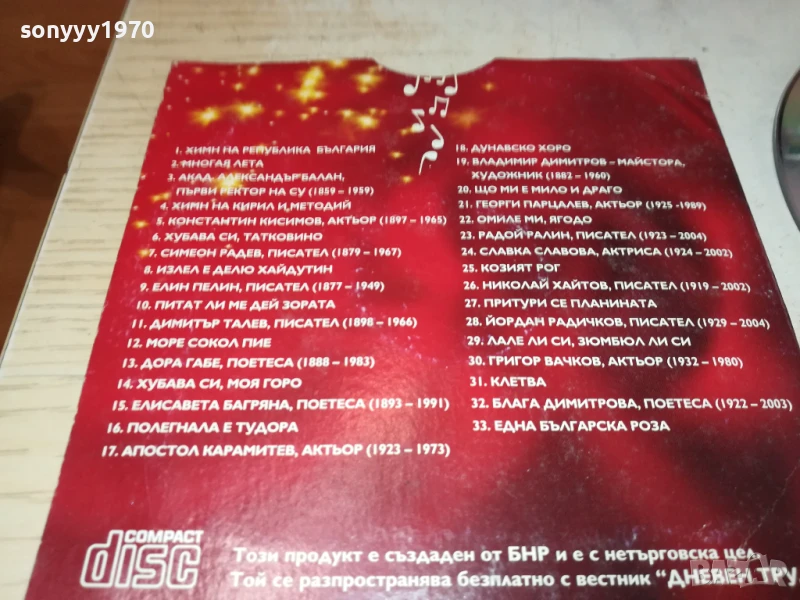 sonyyy1970
1. ХИМН НА РЕПУБЛИКА БЪЛГАРИЯ
2. МНОГАЯ ЛЕТА
3. АКАД. АЛЕКСАНДЪР БАЛАН,
ПЪРВИ РЕКТОР НА СУ (1859 – 1959)
4. ХИМН НА КИРИЛ И МЕТОДИЙ
5. КОНСТАНТИН КИСИМОВ, АКТЬОР (1897 – 1965)
6. ХУБАВА СИ, ТАТКОВИНО
7. СИМЕОН РАДЕВ, ПИСАТЕЛ (1879 – 1967)
8. ИЗЛЕЛ Е ДЕЛЮ ХАЙДУТИН
9. ЕЛИН ПЕЛИН, ПИСАТЕЛ (1877 – 1949)
10. ПИТАТ ЛИ МЕ ДЕЙ ЗОРАТА
11. ДИМИТЪР ТАЛЕВ, ПИСАТЕЛ (1898 – 1966)
12. МОРЕ СОКОЛ ПИЕ
13. ДОРА ГАБЕ, ПОЕТЕСА (1888 – 1983)
14. ХУБАВА СИ, МОЯ ГОРО
15. ЕЛИСАВЕТА БАГРЯНА, ПОЕТЕСА (1893 – 1991)
16. ПОЛЕГНАЛА Е ТУДОРА
17. АПОСТОЛ КАРАМИТЕВ, АКТЬОР (1923 – 1973)
18. ДУНАВСКО ХОРО
19. ВЛАДИМИР ДИМИТРОВ – МАЙСТОРА,
ХУДОЖНИК (1882 – 1960)
20. ЩО МИ Е МИЛО И ДРАГО
21. ГЕОРГИ ПАРЦАЛЕВ, АКТЬОР (1925 -1989)
22. ОМИЛЕ МИ, ЯГОДО
23. РАДОЙ РАЛИН, ПИСАТЕЛ (1923 – 2004)
24. СЛАВКА СЛАВОВА, АКТРИСА (1924 – 2002)
25. КОЗИЯТ РОГ
26. НИКОЛАЙ ХАЙТОВ, ПИСАТЕЛ (1919 – 2002)
27. ПРИТУРИ СЕ ПЛАНИНАТА
28. ЙОРДАН РАДИЧКОВ, ПИСАТЕЛ (1929 – 2004)
29. ЛАЛЕ ЛИ СИ, ЗЮМБЮЛ ЛИ СИ
30. ГРИГОР ВАЧКОВ, АКТЬОР (1932 – 1980)
31. КЛЕТВА
32. БЛАГА ДИМИТРОВА, ПОЕТЕСА (1922 – 2003)
33. ЕДНА БЪЛГАРСКА РОЗА
COMPACT
disc
Този продукт е създаден от БНР и е с нетърговска цел.
Той се разпространява безплатно с вестник "ДНЕВЕН ТРУ